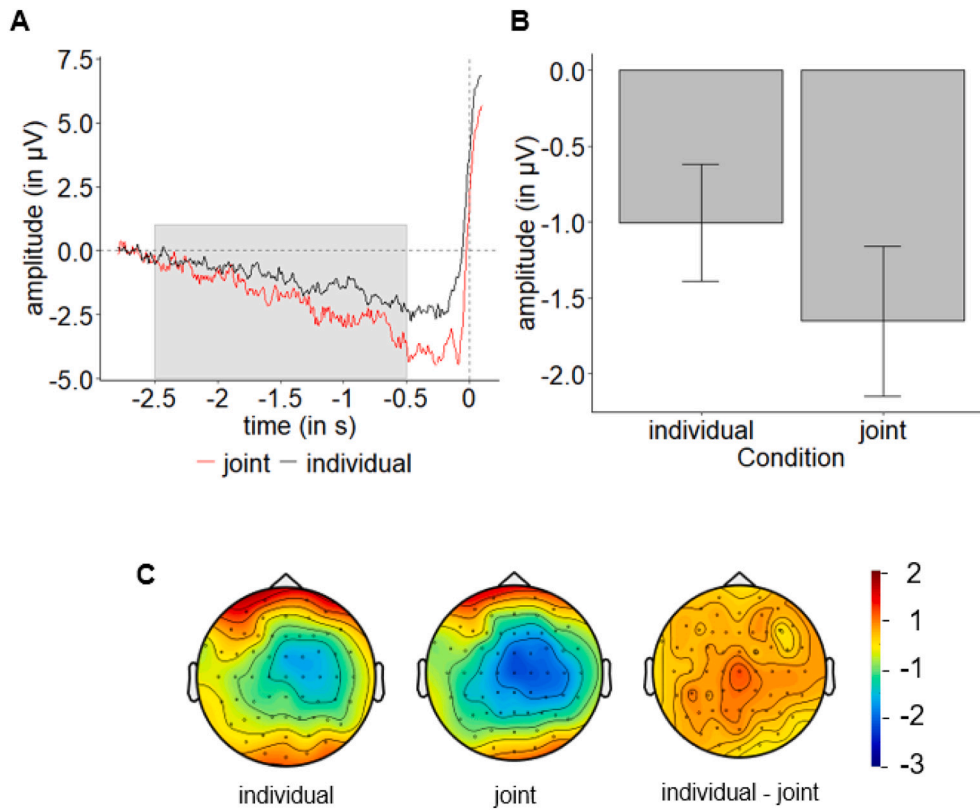 A
amplitude (in µV)
7.5
5.0
2.5
0.0
-2.5
-5.0
-2.5 -2 -1.5 -1 -0.5 0
time (in s)
joint individual
B
amplitude (in µV)
0.0
-0.5
-1.0
-1.5
-2.0
individual joint
Condition
C
2
1
-1
-2
-3
individual joint individual - joint